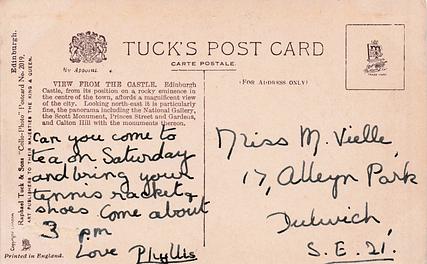 TUCK'S POST CARD
CARTE POSTALE.
(FOR ADDRESS ONLY)
VIEW FROM THE CASTLE. Edinburgh
Castle, from its position on a rocky eminence in
the centre of the town, affords a magnificent view
of the city. Looking north-east it is particularly
fine, the panorama including the National Gallery,
the Scott Monument, Princes Street and Gardens,
and Calton Hill with the monuments thereon.
Can you come to
tea on Saturday
and bring your
tennis racket &
shoes come about
3 pm
Love Phyllis
Miss M. Vielle,
17, Alleyn Park
Dulwich
S.E. 21.
Edinburgh.
Raphael Tuck & Sons "Collo-Photo" Postcard No. 2019.
ART PUBLISHERS TO THEIR MAJESTIES THE KING & QUEEN.
Copyright
Printed in England.
TRADE MARK